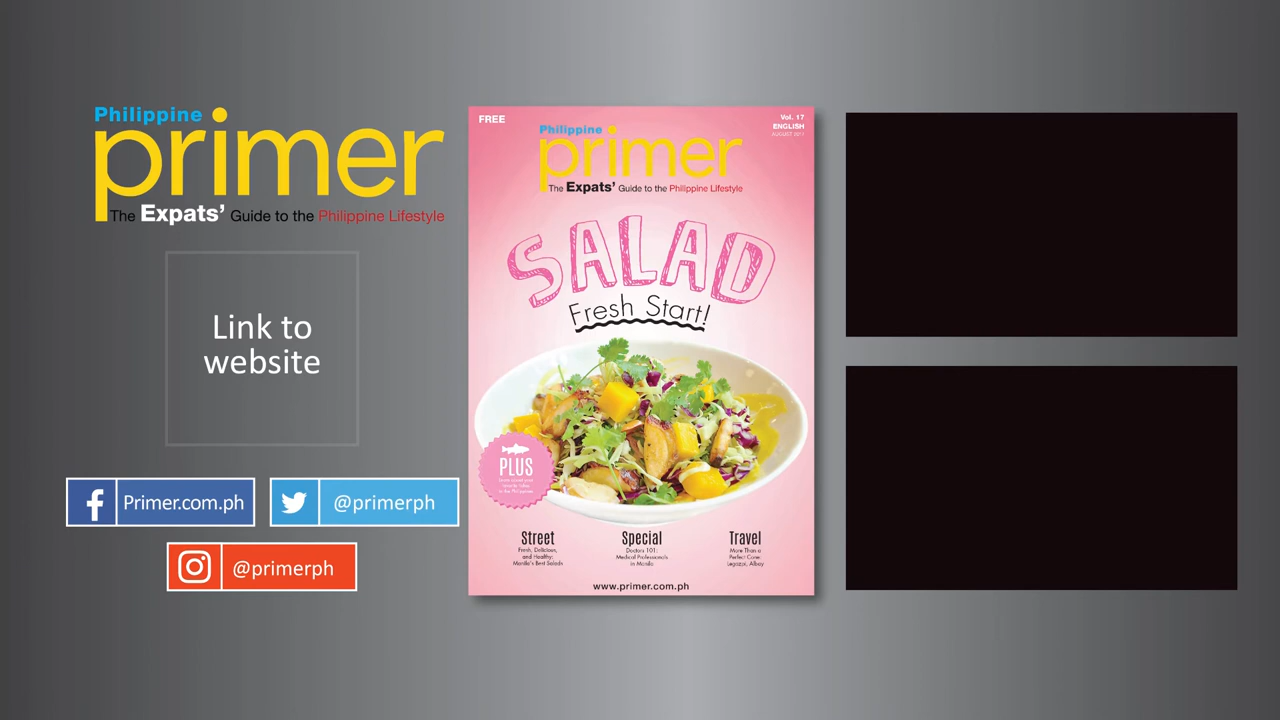 Philippine
primer
The Expats' Guide to the Philippine Lifestyle
Link to
website
Primer.com.ph
@primerph
@primerph
FREE
Vol. 17
ENGLISH
AUGUST 2017
Philippine
primer
The Expats' Guide to the Philippine Lifestyle
SALAD
Fresh Start!
PLUS
Street
Fresh, Delicious,
and Healthy:
Manila's Best Salads
Special
Doctors 101:
Medical Professionals
in Manila
Travel
More Than a
Perfect Cone:
Legazpi, Albay
www.primer.com.ph